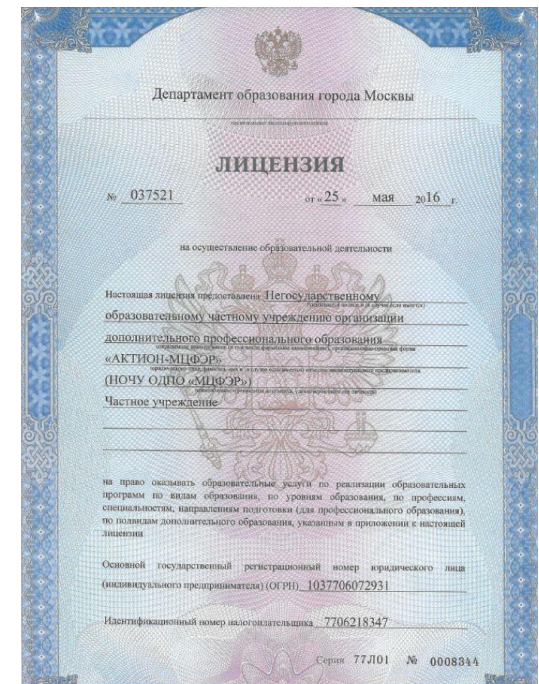 Департамент образования города Москвы
наименование лицензирующего органа
ЛИЦЕНЗИЯ
№ 037521 от « 25 » мая 2016 г.
на осуществление образовательной деятельности
Настоящая лицензия предоставлена Негосударственному
образовательному частному учреждению организации
дополнительного профессионального образования
«АКТИОН-МЦФЭР»
(НОЧУ ОДПО «МЦФЭР»)
Частное учреждение
на право оказывать образовательные услуги по реализации образовательных
программ по видам образования, по уровням образования, по профессиям,
специальностям, направлениям подготовки (для профессионального образования),
по подвидам дополнительного образования, указанным в приложении к настоящей
лицензии
Основной государственный регистрационный номер юридического лица
(индивидуального предпринимателя) (ОГРН) 1037706072931
Идентификационный номер налогоплательщика 7706218347
Серия 77Л01 № 0008344